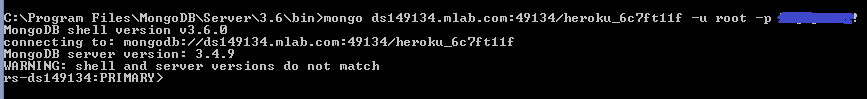 C:\Program Files\MongoDB\Server\3.6\bin>mongo ds149134.mlab.com:49134/heroku_6c7ft11f -u root -p !
MongoDB shell version v3.6.0
connecting to: mongodb://ds149134.mlab.com:49134/heroku_6c7ft11f
MongoDB server version: 3.4.9
WARNING: shell and server versions do not match
rs-ds149134:PRIMARY>